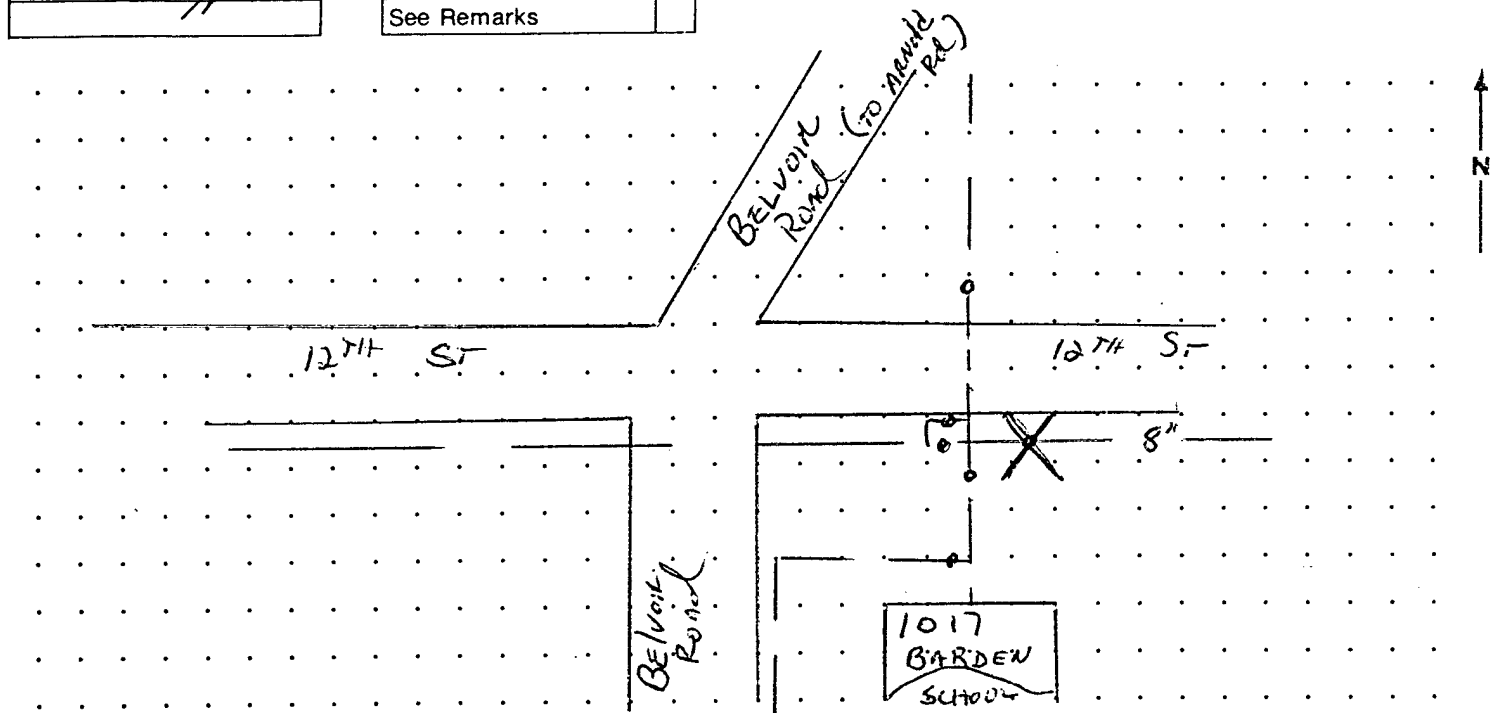 See Remarks
BELVOIR
Road
(TO ARNOLD
Rd)
N
12TH ST
12TH ST
8"
BElvoir
Road
1017
BARDEN
SCHOOL